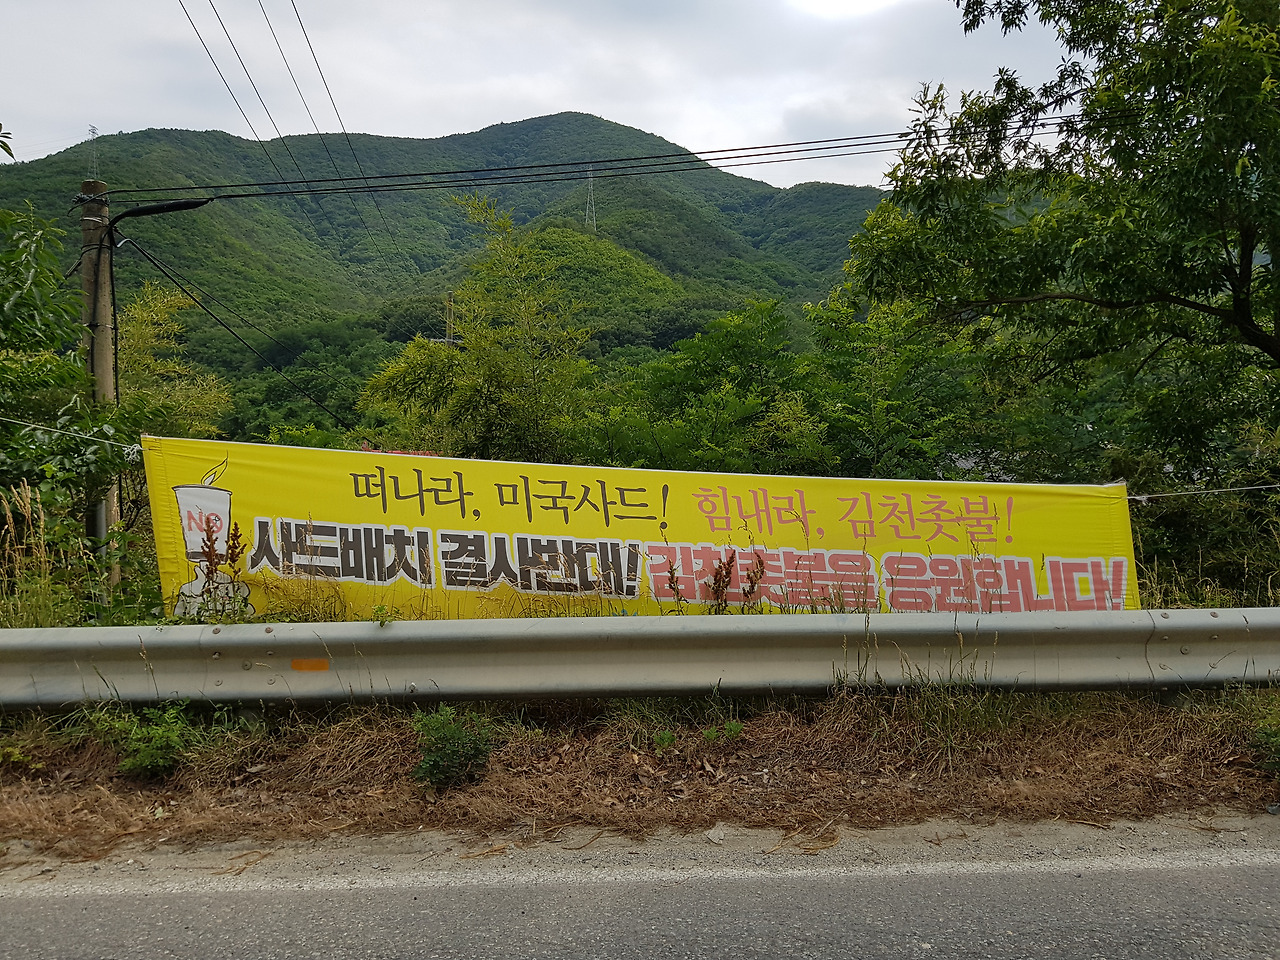 떠나라, 미국사드! 힘내라, 김천촛불!
NO
사드배치 결사반대! 김천촛불을 응원합니다!